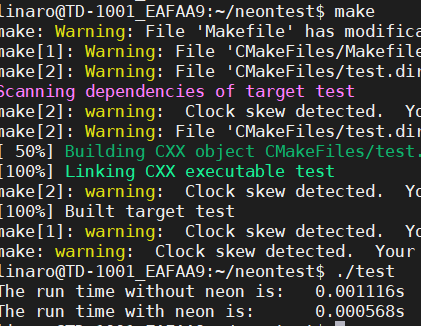 linaro@TD-1001_EAFAA9:~/neontest$ make
make: Warning: File 'Makefile' has modifica
make[1]: Warning: File 'CMakeFiles/Makefile
make[2]: Warning: File 'CMakeFiles/test.dir
Scanning dependencies of target test
make[2]: warning:  Clock skew detected.  Yo
make[2]: Warning: File 'CMakeFiles/test.dir
[ 50%] Building CXX object CMakeFiles/test.
[100%] Linking CXX executable test
make[2]: warning:  Clock skew detected.  Yo
[100%] Built target test
make[1]: warning:  Clock skew detected.  Yo
make: warning:  Clock skew detected.  Your
linaro@TD-1001_EAFAA9:~/neontest$ ./test
The run time without neon is:   0.001116s
The run time with neon is:      0.000568s